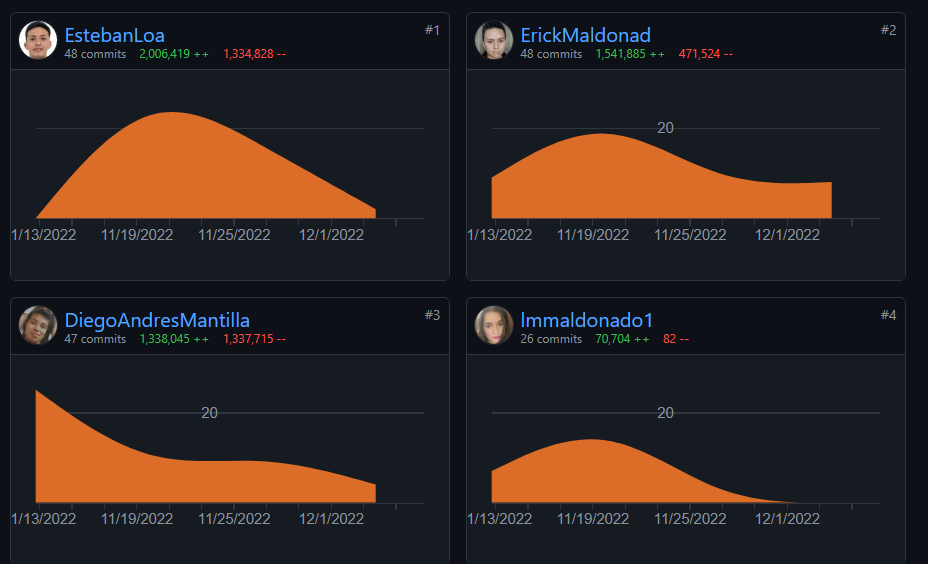 EstebanLoa #1
48 commits 2,006,419 ++ 1,334,828 --
1/13/2022 11/19/2022 11/25/2022 12/1/2022
ErickMaldonad #2
48 commits 1,541,885 ++ 471,524 --
20
1/13/2022 11/19/2022 11/25/2022 12/1/2022
DiegoAndresMantilla #3
47 commits 1,338,045 ++ 1,337,715 --
20
1/13/2022 11/19/2022 11/25/2022 12/1/2022
lmmaldonado1 #4
26 commits 70,704 ++ 82 --
20
1/13/2022 11/19/2022 11/25/2022 12/1/2022